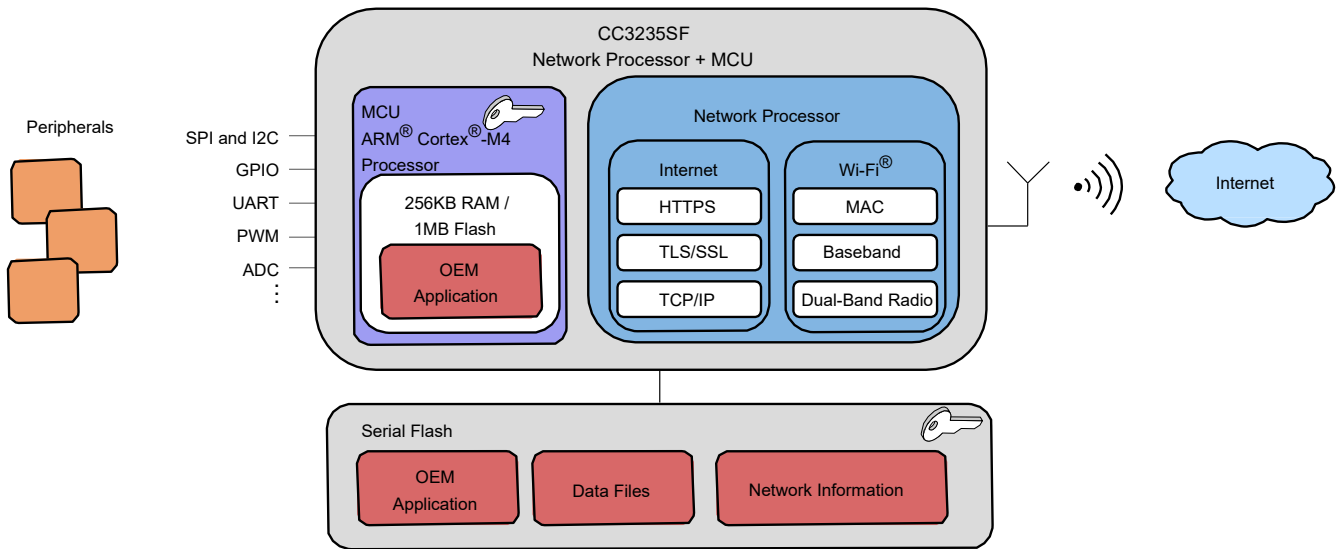 CC3235SF
Network Processor + MCU
Peripherals
SPI and I2C
GPIO
UART
PWM
ADC
⋮
MCU
ARM® Cortex®-M4
Processor
256KB RAM /
1MB Flash
OEM
Application
Network Processor
Internet
HTTPS
TLS/SSL
TCP/IP
Wi-Fi®
MAC
Baseband
Dual-Band Radio
Internet
Serial Flash
OEM
Application
Data Files
Network Information